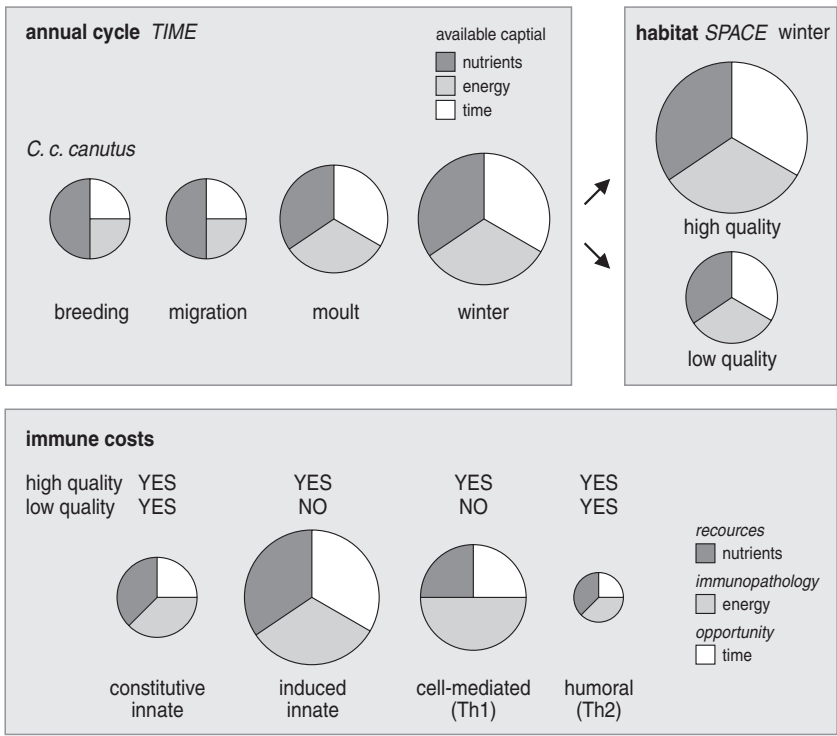 annual cycle TIME
available captial
nutrients
energy
time
C. c. canutus
breeding migration moult winter
habitat SPACE winter
high quality
low quality
immune costs
high quality YES YES YES YES
low quality YES NO NO YES
recources
nutrients
immunopathology
energy
opportunity
time
constitutive induced cell-mediated humoral
innate innate (Th1) (Th2)